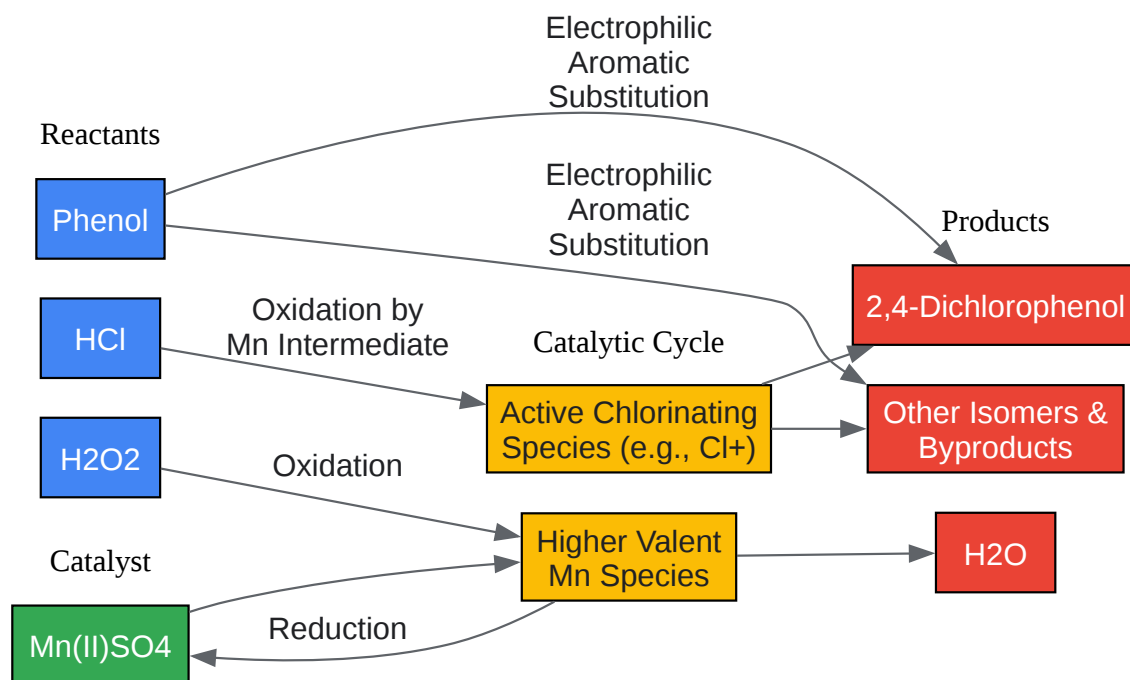 Electrophilic
Aromatic
Substitution
Reactants
Phenol
Electrophilic
Aromatic
Substitution
Products
2,4-Dichlorophenol
HCl
Oxidation by
Mn Intermediate
Catalytic Cycle
Active Chlorinating
Species (e.g., Cl+)
Other Isomers &
Byproducts
H2O2
Oxidation
Higher Valent
Mn Species
H2O
Catalyst
Mn(II)SO4
Reduction